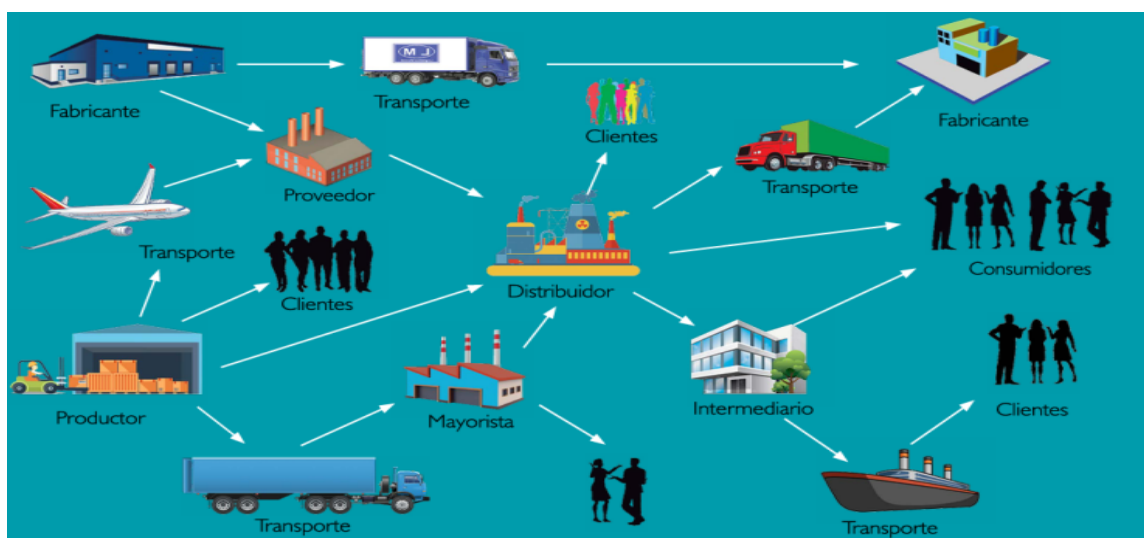 M J
Fabricante
Transporte
Clientes
Fabricante
Proveedor
Transporte
Transporte
Clientes
Distribuidor
Consumidores
Productor
Mayorista
Intermediario
Clientes
Transporte
Transporte